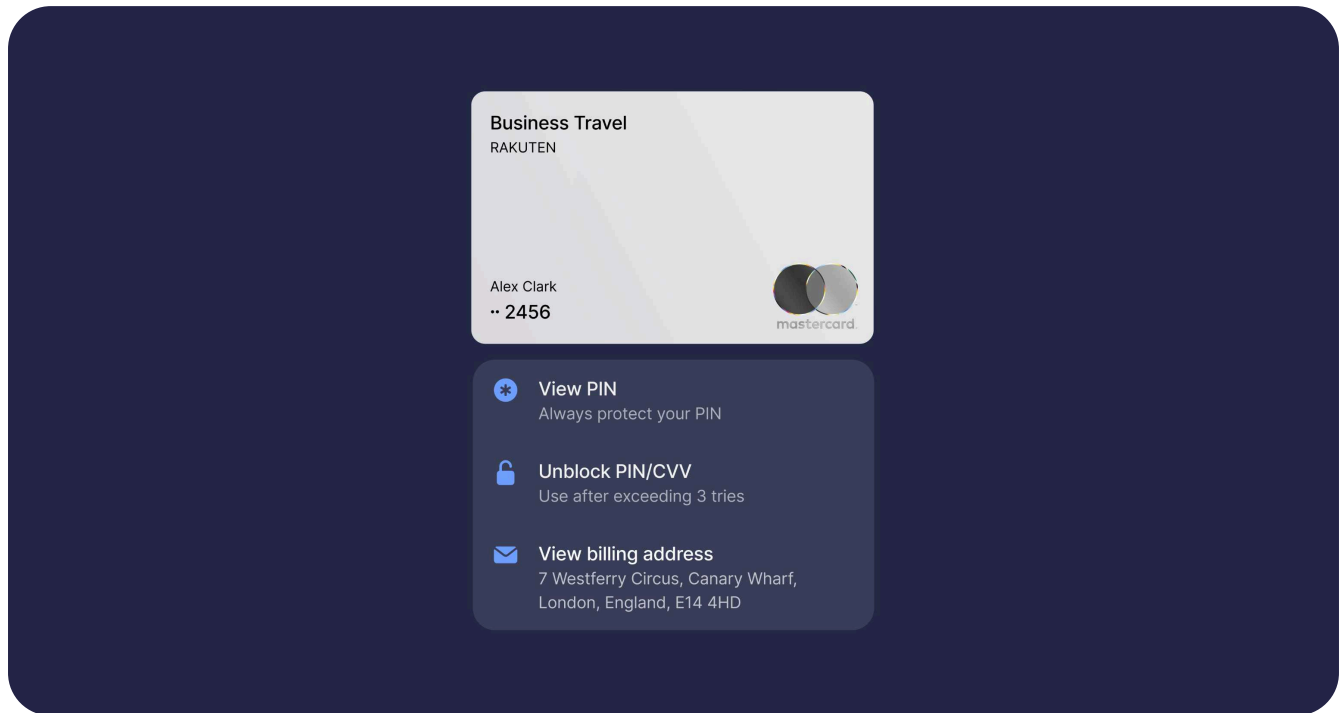 Business Travel
RAKUTEN
Alex Clark
·· 2456
mastercard.
View PIN
Always protect your PIN
Unblock PIN/CVV
Use after exceeding 3 tries
View billing address
7 Westferry Circus, Canary Wharf,
London, England, E14 4HD